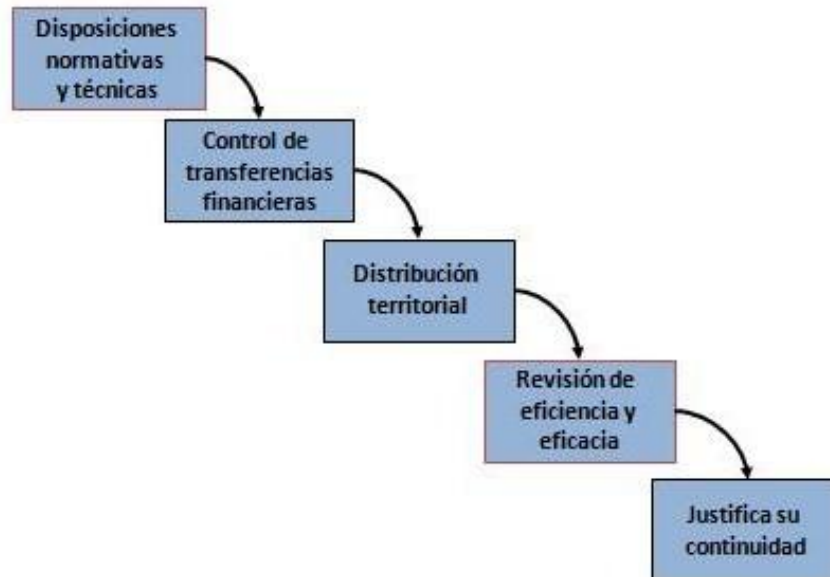 Disposiciones
normativas
y técnicas
Control de
transferencias
financieras
Distribución
territorial
Revisión de
eficiencia y
eficacia
Justifica su
continuidad